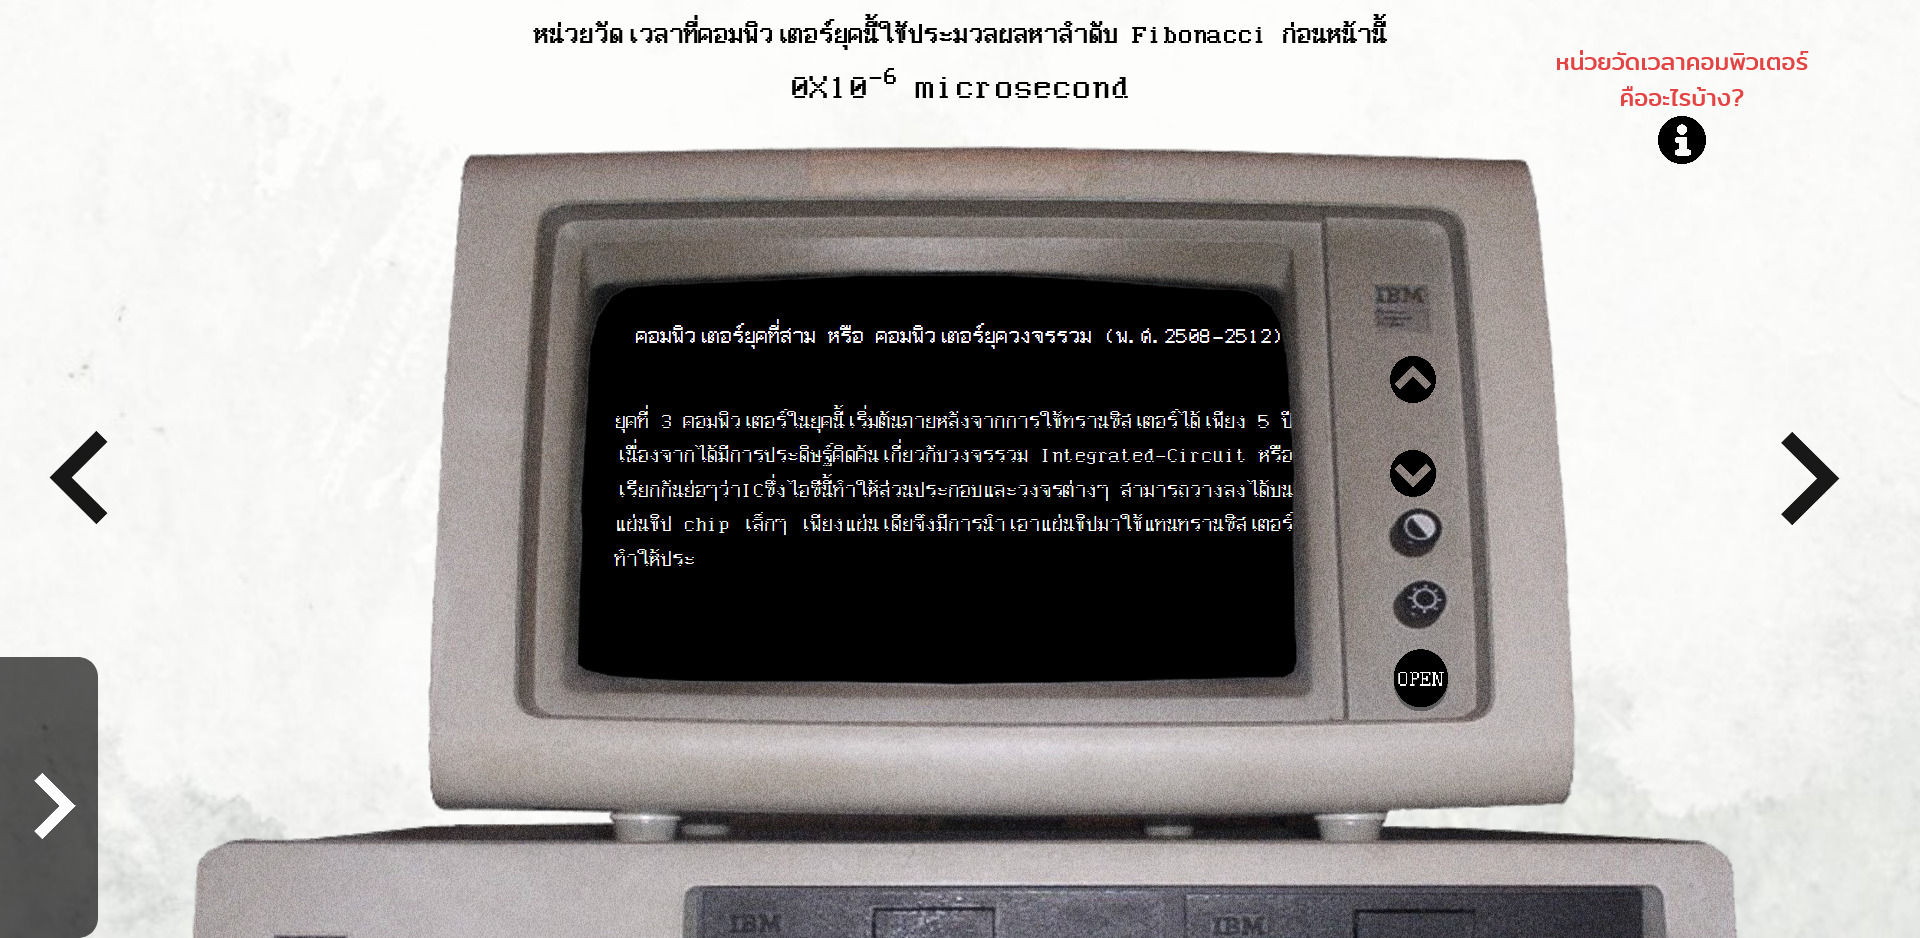 หน่วยวัดเวลาที่คอมพิวเตอร์ยุคนี้ใช้ประมวลผลหาลำดับ Fibonacci ก่อนหน้านี้
0X10⁻⁶ microsecond
หน่วยวัดเวลาคอมพิวเตอร์
คืออะไรบ้าง?
IBM
คอมพิวเตอร์ยุคที่สาม หรือ คอมพิวเตอร์ยุควงจรรวม (พ.ศ.2508-2512)
ยุคที่ 3 คอมพิวเตอร์ในยุคนี้เริ่มต้นภายหลังจากการใช้ทรานซิสเตอร์ได้เพียง 5 ปี
เนื่องจากได้มีการประดิษฐ์คิดค้นเกี่ยวกับวงจรรวม Integrated-Circuit หรือ
เรียกกันย่อๆว่าICซึ่งไอซีนี้ทำให้ส่วนประกอบและวงจรต่างๆ สามารถวางลงได้บน
แผ่นชิป chip เล็กๆ เพียงแผ่นเดียจึงมีการนำเอาแผ่นชิปมาใช้แทนทรานซิสเตอร์
ทำให้ประ
OPEN
IBM
IBM